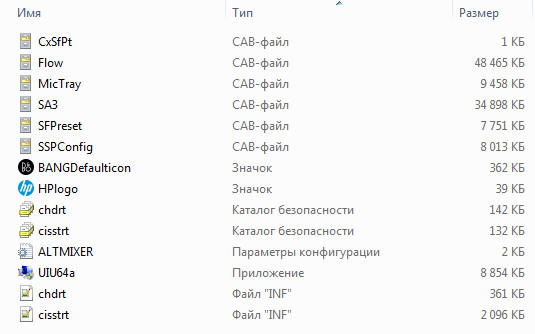 Имя Тип Размер
CxSfPt CAB-файл 1 КБ
Flow CAB-файл 48 465 КБ
MicTray CAB-файл 9 458 КБ
SA3 CAB-файл 34 898 КБ
SFPreset CAB-файл 7 751 КБ
SSPConfig CAB-файл 8 013 КБ
BANGDefaulticon Значок 362 КБ
HPlogo Значок 39 КБ
chdrt Каталог безопасности 142 КБ
cisstrt Каталог безопасности 132 КБ
ALTMIXER Параметры конфигурации 2 КБ
UIU64a Приложение 8 854 КБ
chdrt Файл "INF" 361 КБ
cisstrt Файл "INF" 2 096 КБ